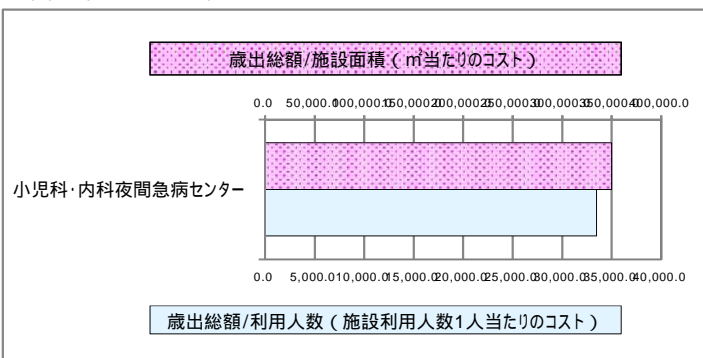 歳出総額/施設面積(㎡当たりのコスト)
0.0 50,000.0 100,000.0 150,000.0 200,000.0 250,000.0 300,000.0 350,000.0 400,000.0
小児科・内科夜間急病センター
0.0 5,000.0 10,000.0 15,000.0 20,000.0 25,000.0 30,000.0 35,000.0 40,000.0
歳出総額/利用人数(施設利用人数1人当たりのコスト)